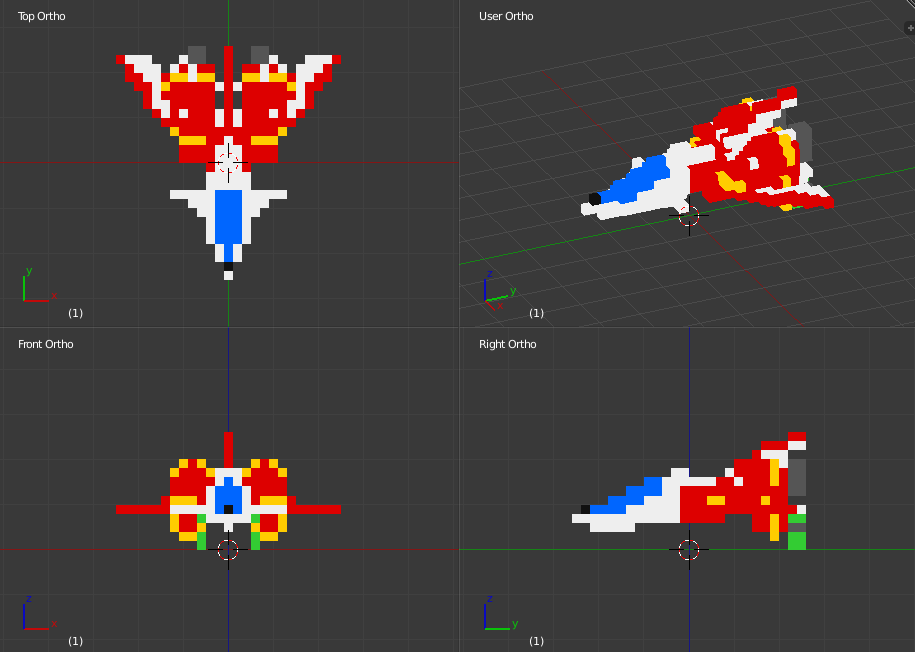 Top Ortho
y
x
(1)
User Ortho
z
y
x
(1)
Front Ortho
z
x
(1)
Right Ortho
z
y
(1)